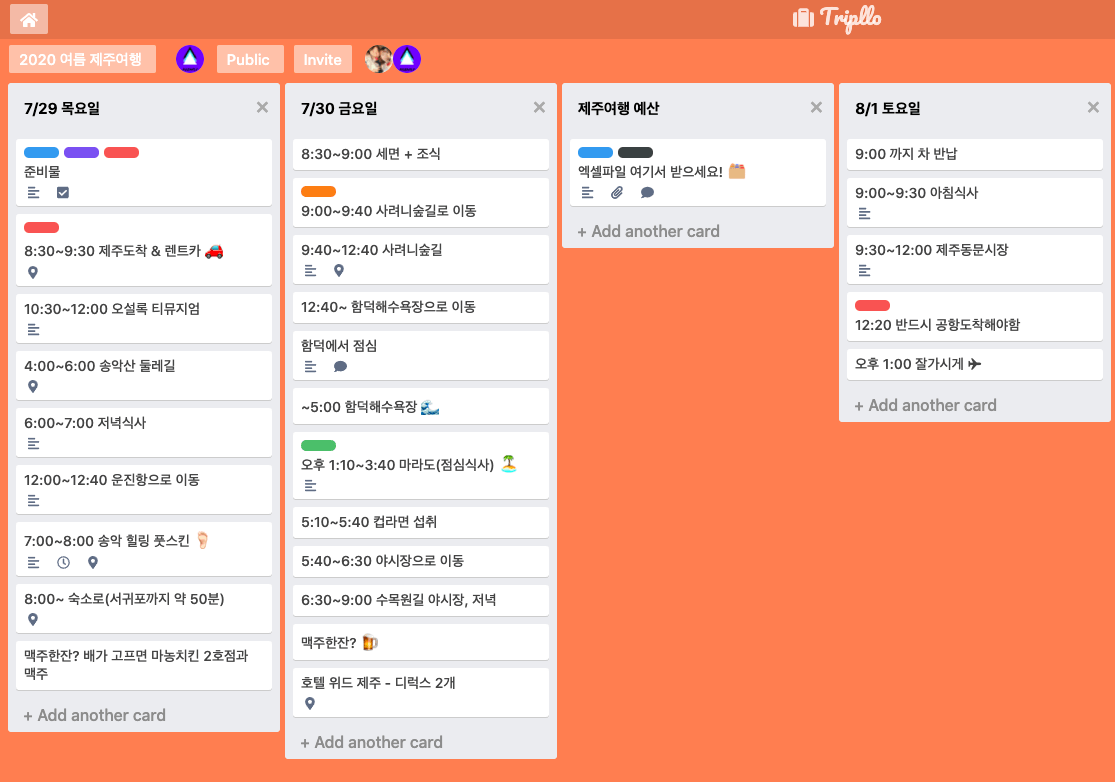 Tripllo
2020 여름 제주여행
Public
Invite
7/29 목요일
준비물
8:30~9:30 제주도착 & 렌트카
10:30~12:00 오설록 티뮤지엄
4:00~6:00 송악산 둘레길
6:00~7:00 저녁식사
12:00~12:40 운진항으로 이동
7:00~8:00 송악 힐링 풋스킨
8:00~ 숙소로(서귀포까지 약 50분)
맥주한잔? 배가 고프면 마농치킨 2호점과
맥주
+ Add another card
7/30 금요일
8:30~9:00 세면 + 조식
9:00~9:40 사려니숲길로 이동
9:40~12:40 사려니숲길
12:40~ 함덕해수욕장으로 이동
함덕에서 점심
~5:00 함덕해수욕장
오후 1:10~3:40 마라도(점심식사)
5:10~5:40 컵라면 섭취
5:40~6:30 야시장으로 이동
6:30~9:00 수목원길 야시장, 저녁
맥주한잔?
호텔 위드 제주 - 디럭스 2개
+ Add another card
제주여행 예산
엑셀파일 여기서 받으세요!
+ Add another card
8/1 토요일
9:00 까지 차 반납
9:00~9:30 아침식사
9:30~12:00 제주동문시장
12:20 반드시 공항도착해야함
오후 1:00 잘가시게 ✈
+ Add another card